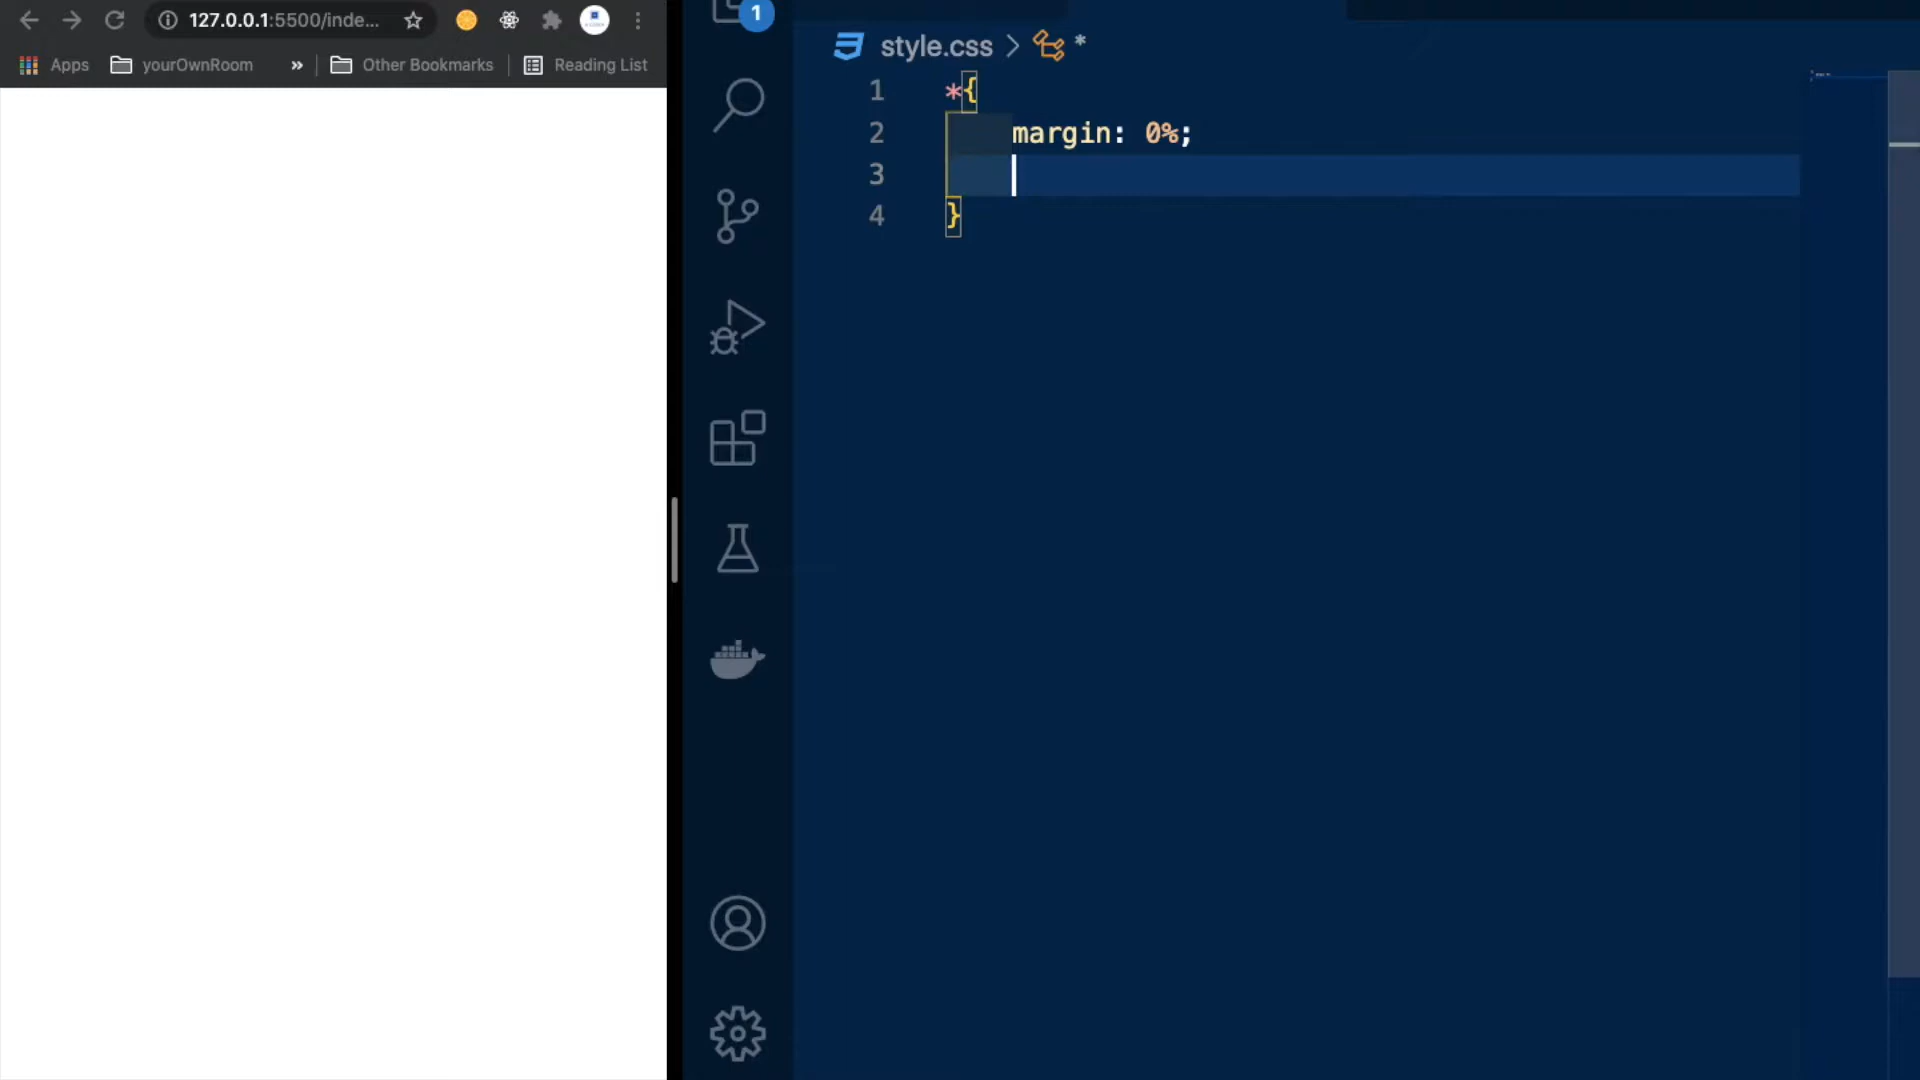 127.0.0.1:5500/inde...
Apps
yourOwnRoom
»
Other Bookmarks
Reading List
1
style.css > *
1 *{
2 margin: 0%;
3
4 }